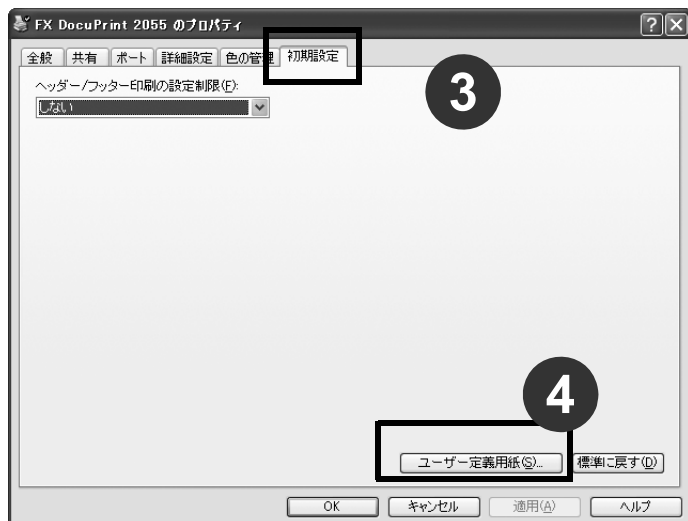 FX DocuPrint 2055 のプロパティ
全般 共有 ポート 詳細設定 色の管理 初期設定
ヘッダー/フッター印刷の設定制限(F):
しない
3
4
ユーザー定義用紙(S)... 標準に戻す(D)
OK キャンセル 適用(A) ヘルプ